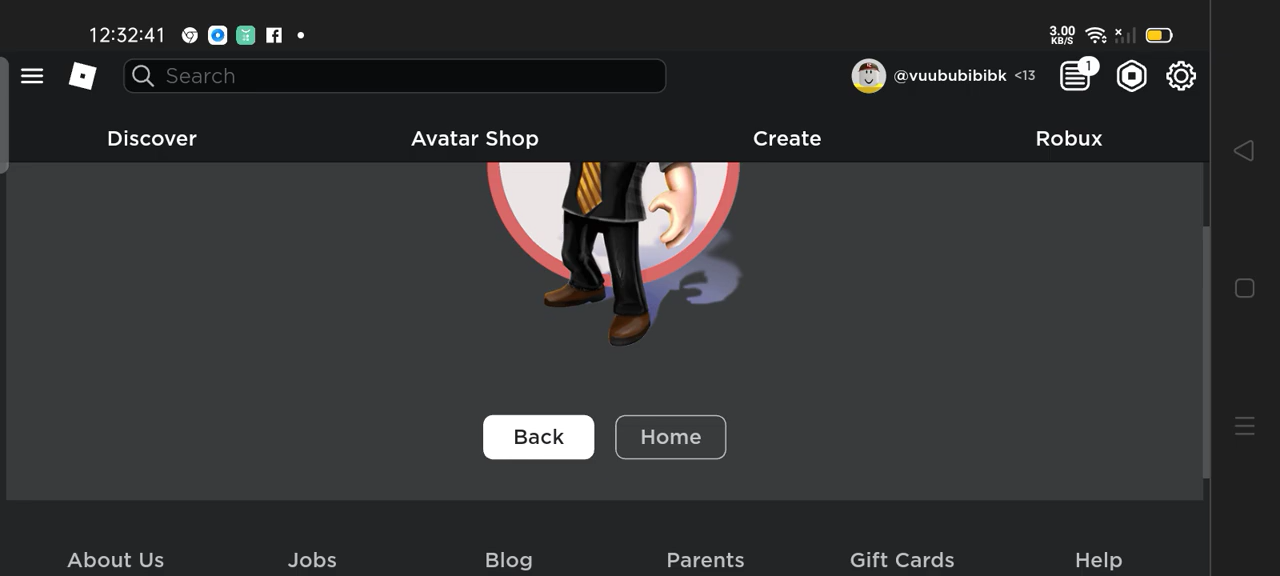 12:32:41
3.00 KB/S
Search
@vuububibibk <13
1
Discover Avatar Shop Create Robux
Back Home
About Us Jobs Blog Parents Gift Cards Help